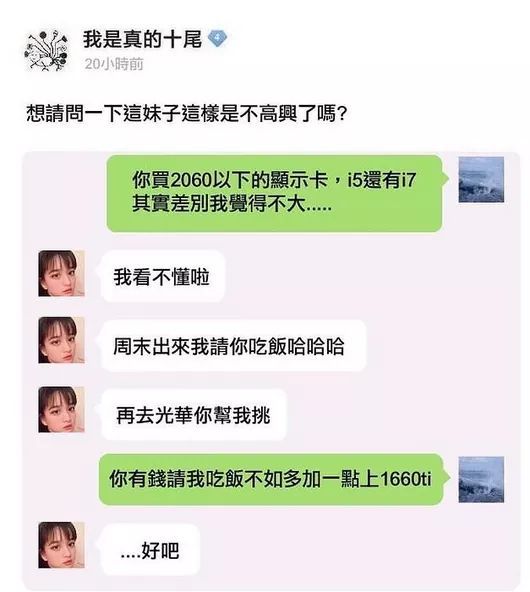 我是真的十尾
4
20小時前
想請問一下這妹子這樣是不高興了嗎?
你買2060以下的顯示卡，i5還有i7
其實差別我覺得不大.....
我看不懂啦
周末出來我請你吃飯哈哈哈
再去光華你幫我挑
你有錢請我吃飯不如多加一點上1660ti
....好吧